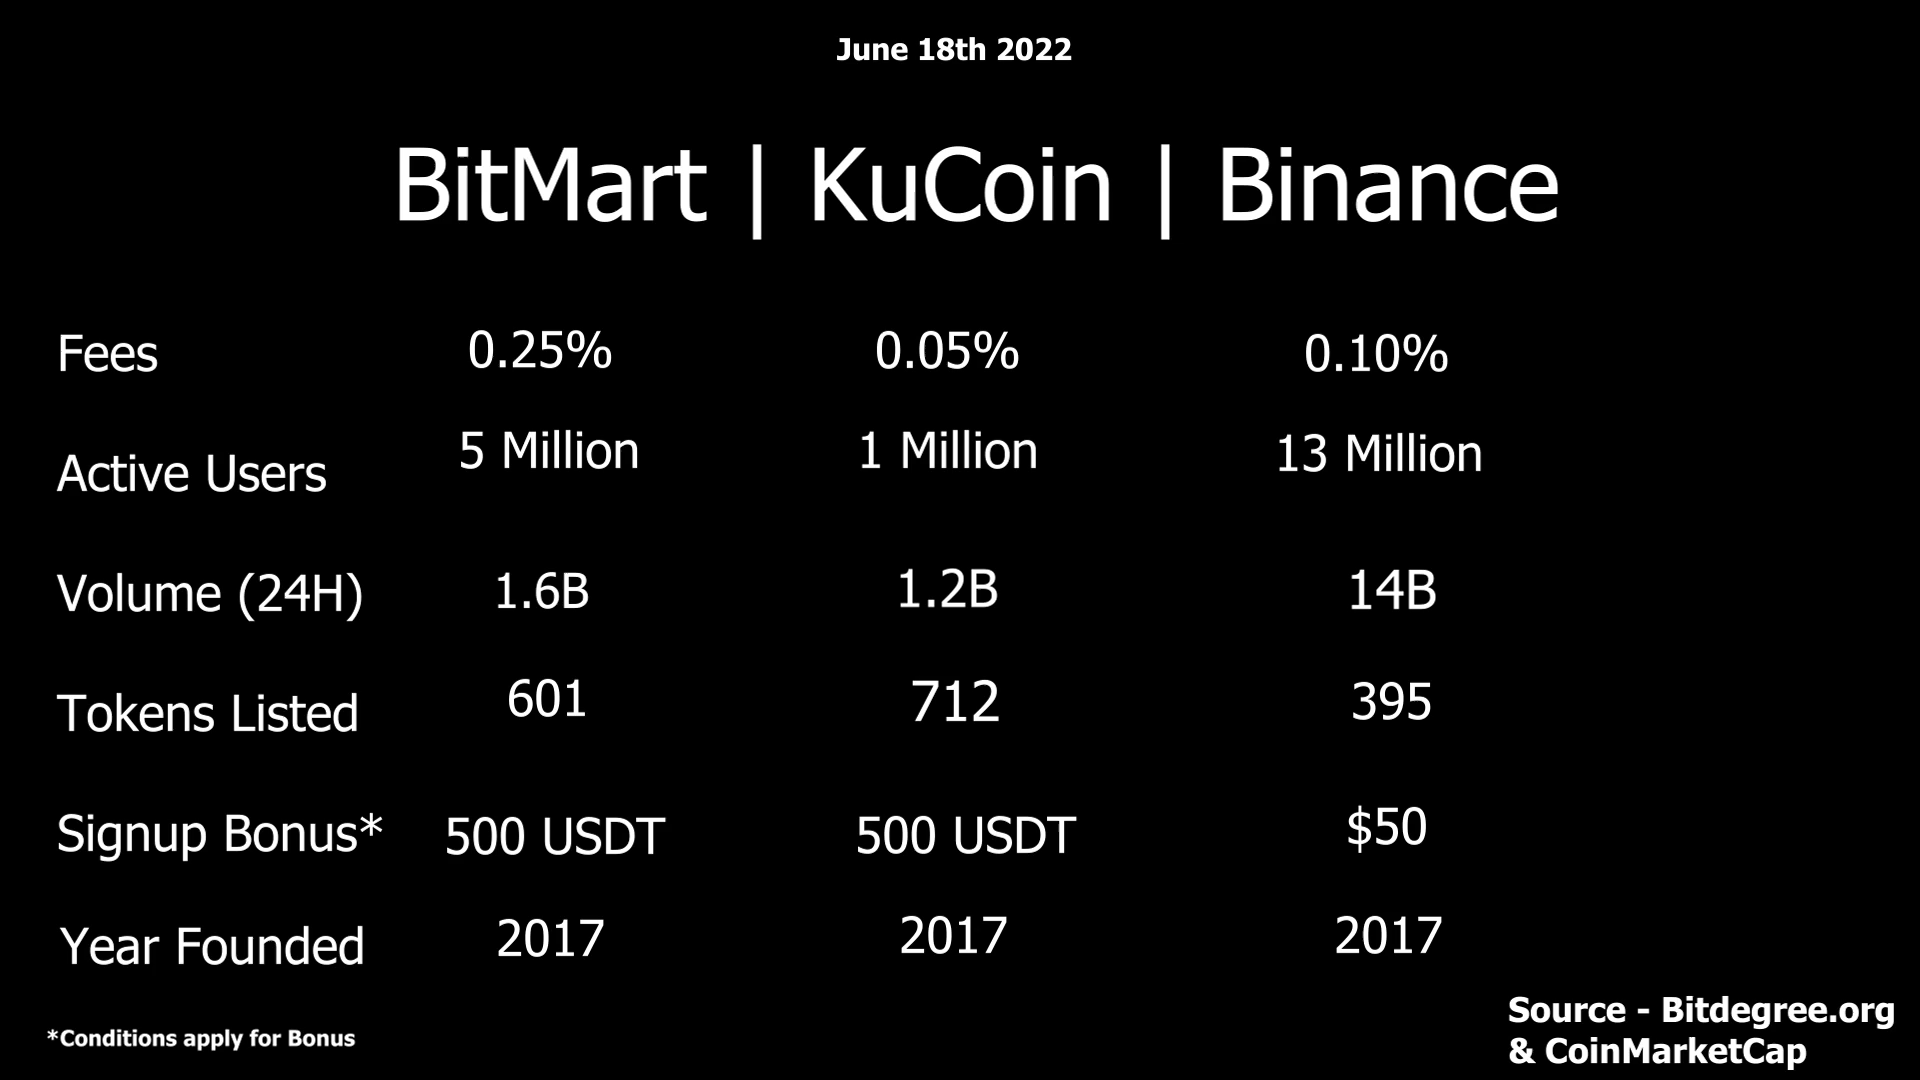 June 18th 2022
BitMart | KuCoin | Binance
Fees 0.25% 0.05% 0.10%
Active Users 5 Million 1 Million 13 Million
Volume (24H) 1.6B 1.2B 14B
Tokens Listed 601 712 395
Signup Bonus* 500 USDT 500 USDT $50
Year Founded 2017 2017 2017
*Conditions apply for Bonus
Source - Bitdegree.org
& CoinMarketCap